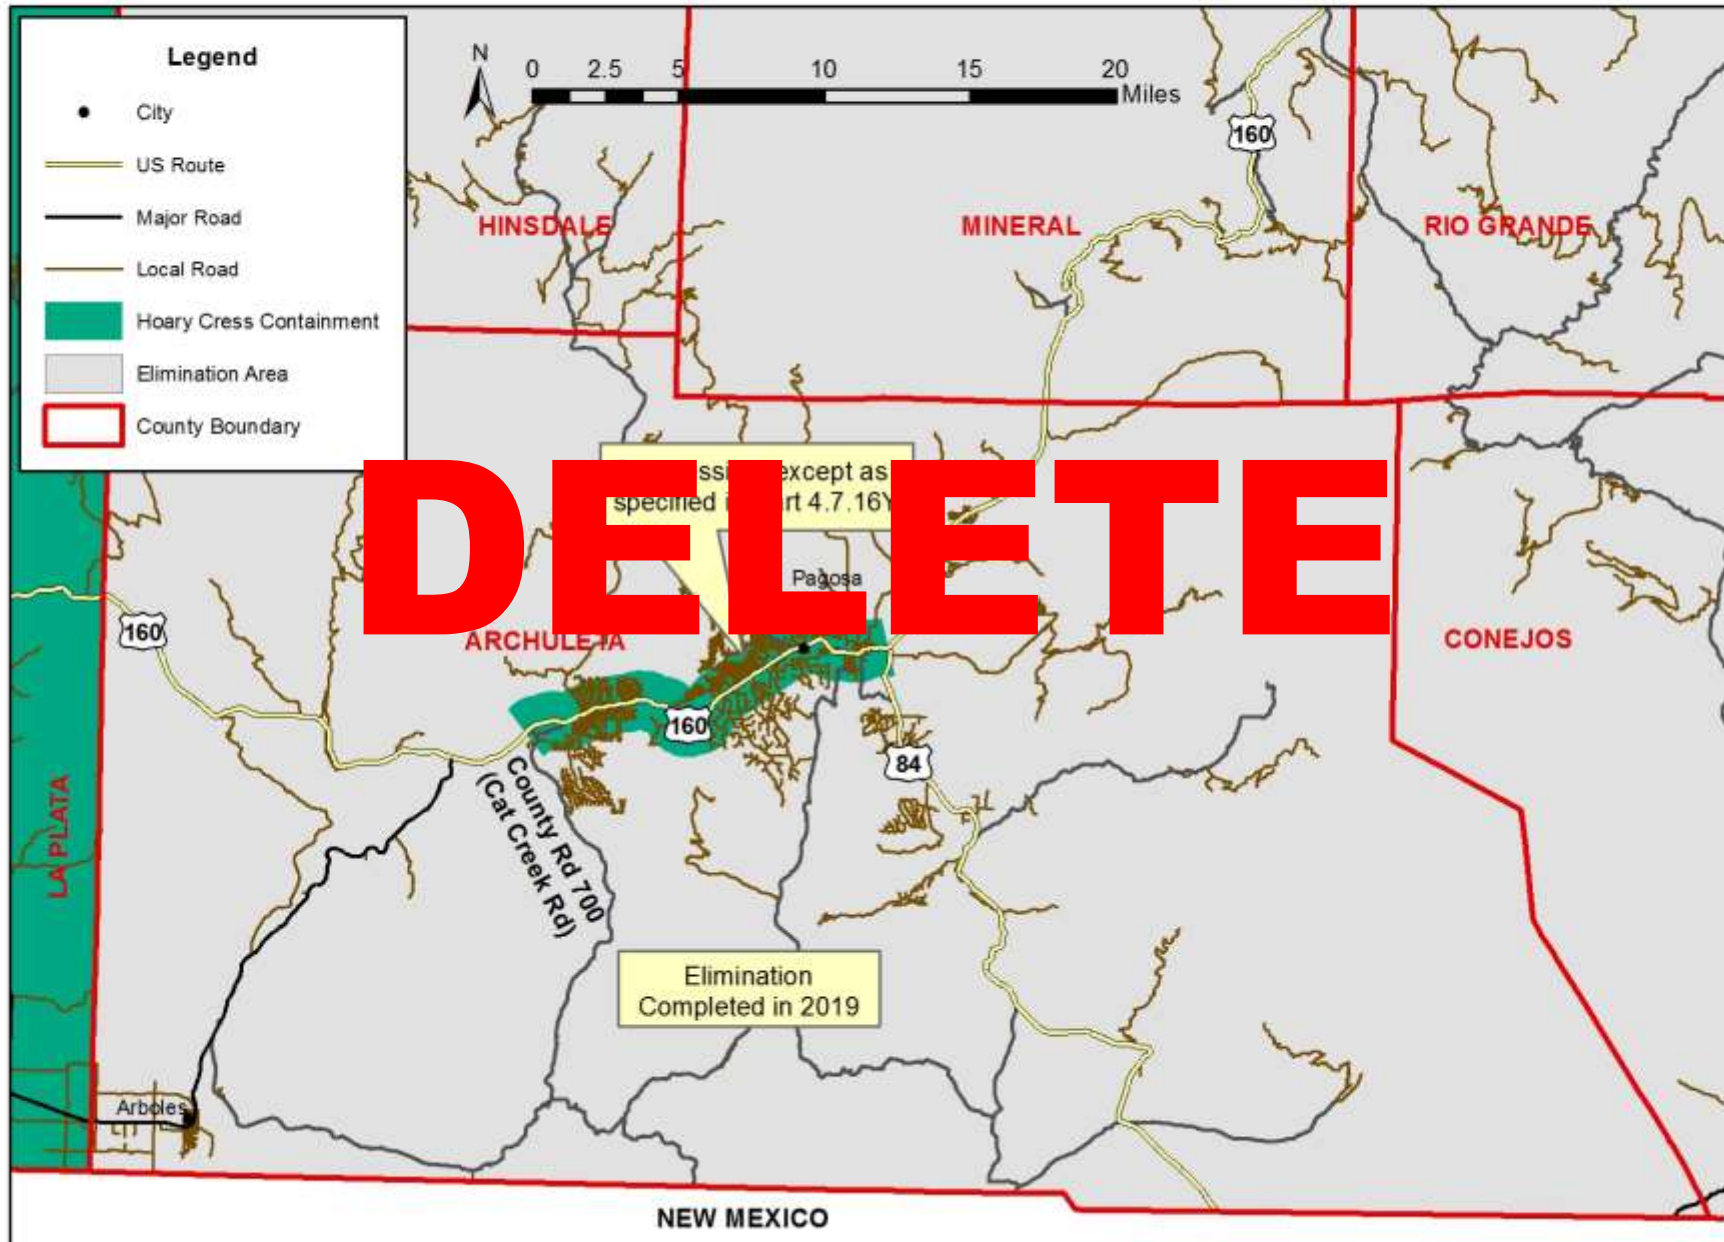 Legend
City
US Route
Major Road
Local Road
Hoary Cress Containment
Elimination Area
County Boundary
N
0 2.5 5 10 15 20
Miles
160
HINSDALE
MINERAL
RIO GRANDE
except as
specified 4.7.16Y
DELETE
Pagosa
160
ARCHULETA
CONEJOS
160
84
LA PLATA
County Rd 700
(Cat Creek Rd)
Elimination
Completed in 2019
Arboles
NEW MEXICO